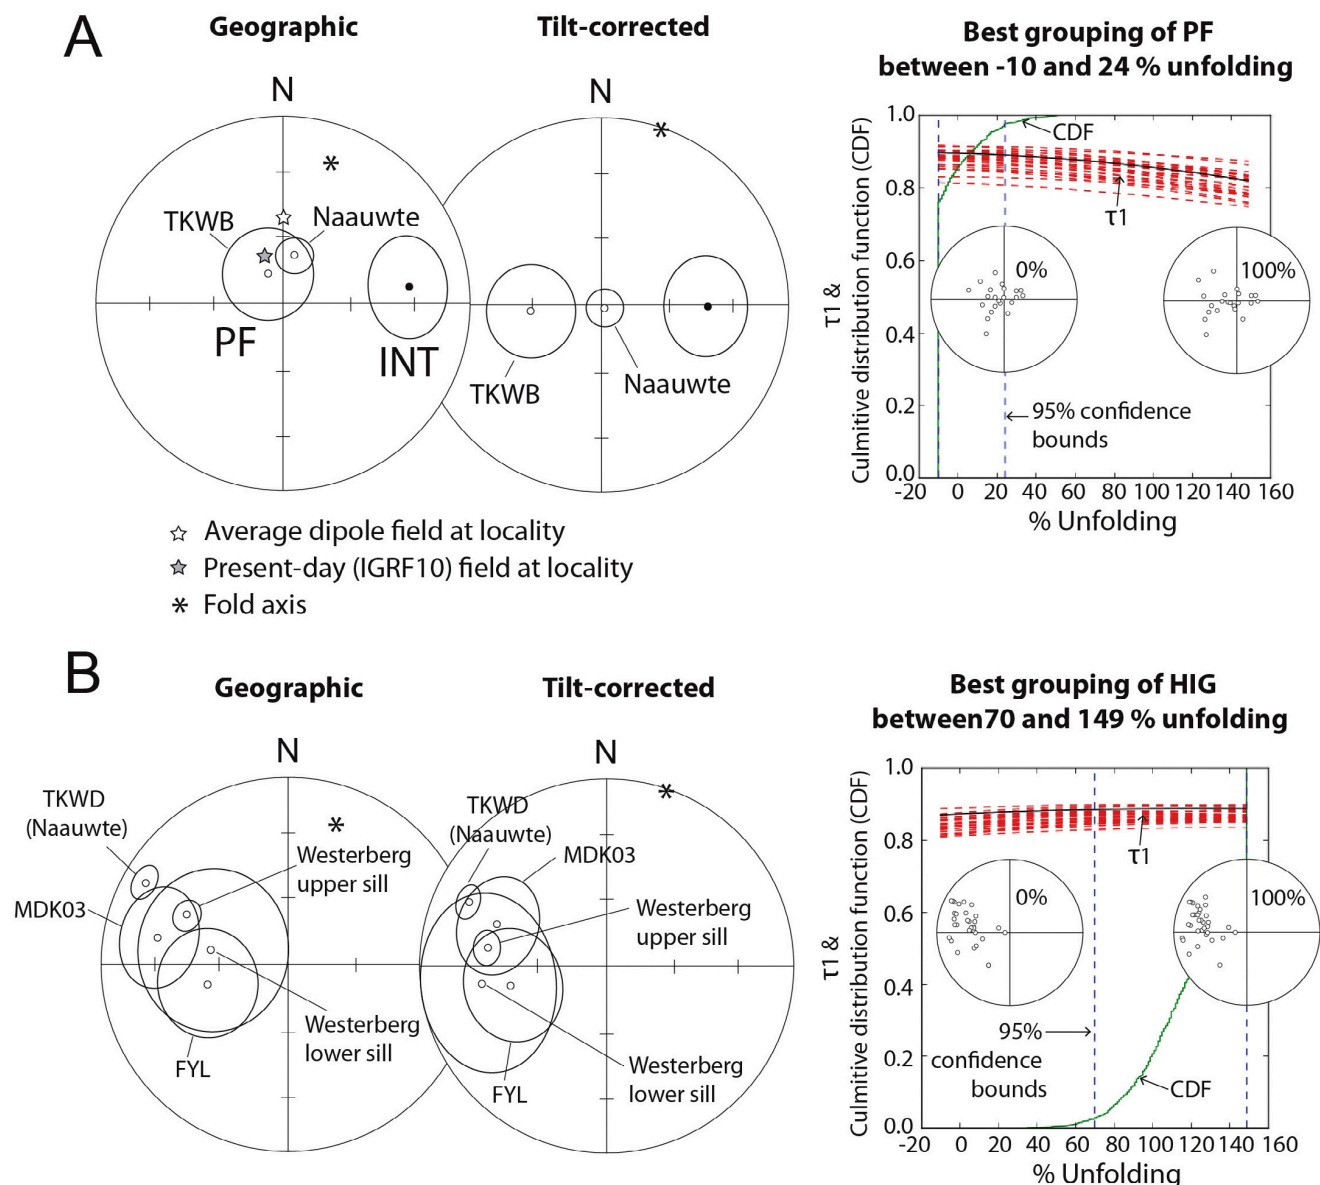 A
Geographic
Tilt-corrected
Best grouping of PF
between -10 and 24 % unfolding
N
N
TKWB
Naauwte
PF
INT
TKWB
Naauwte
1.0
0.8
0.6
0.4
0.2
0.0
τ1 &
Culmitive distribution function (CDF)
CDF
τ1
0%
100%
95% confidence
bounds
-20 0 20 40 60 80 100 120 140 160
% Unfolding
Average dipole field at locality
Present-day (IGRF10) field at locality
* Fold axis
B
Geographic
Tilt-corrected
Best grouping of HIG
between70 and 149 % unfolding
N
N
TKWD
(Naauwte)
MDK03
Westerberg
upper sill
Westerberg
lower sill
FYL
TKWD
(Naauwte)
MDK03
Westerberg
upper sill
Westerberg
lower sill
FYL
1.0
0.8
0.6
0.4
0.2
0.0
τ1 &
Culmitive distribution function (CDF)
τ1
0%
100%
95%
confidence
bounds
CDF
-20 0 20 40 60 80 100 120 140 160
% Unfolding